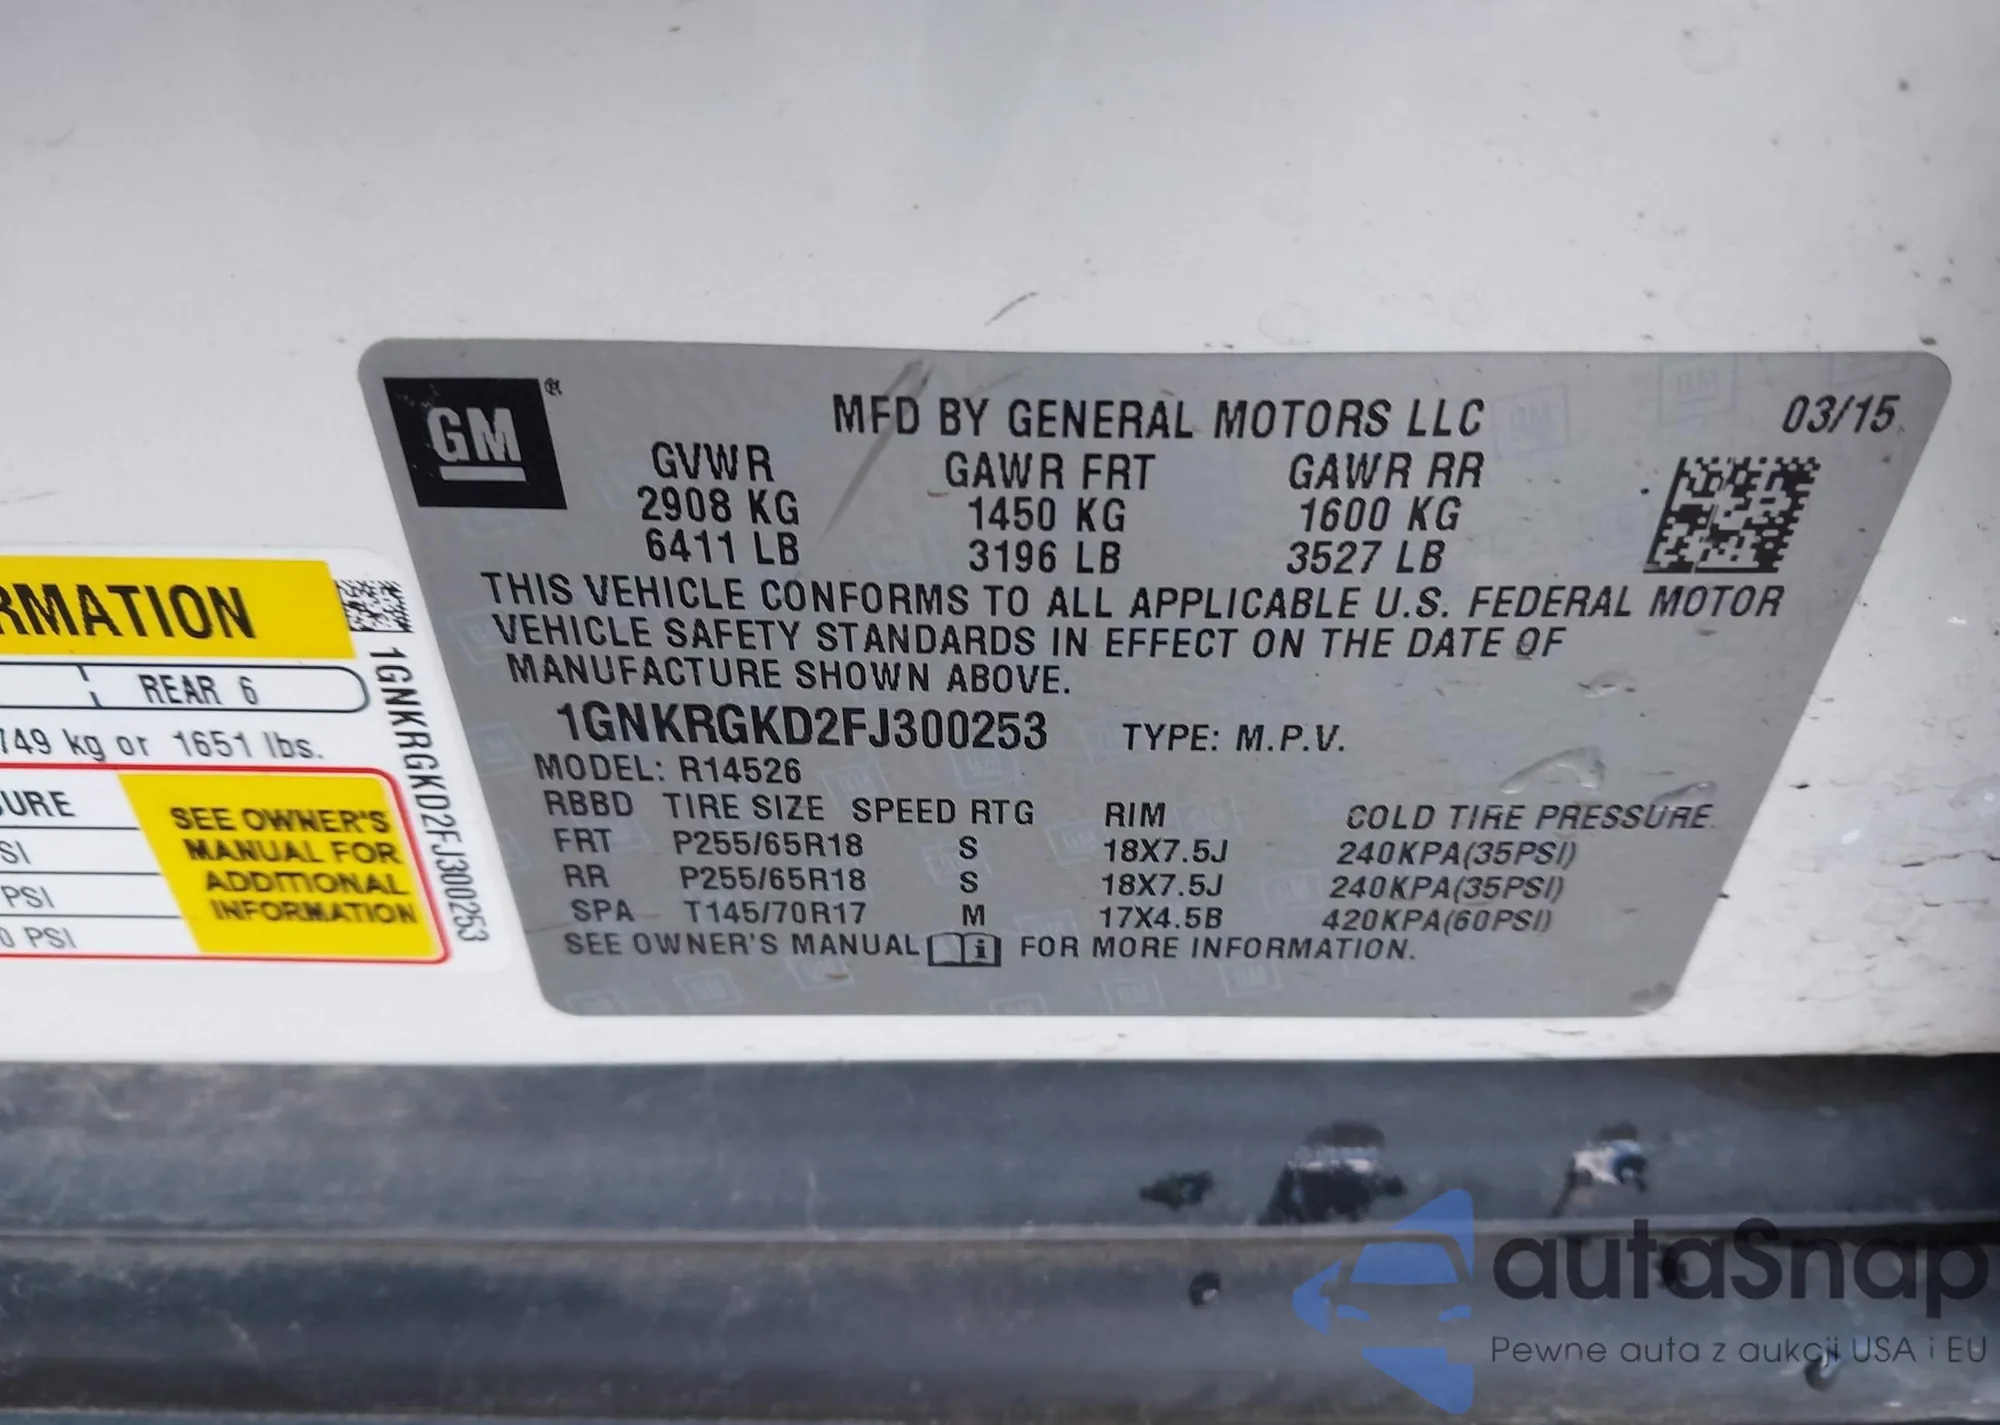 GM
MFD BY GENERAL MOTORS LLC 03/15
GVWR GAWR FRT GAWR RR
2908 KG 1450 KG 1600 KG
6411 LB 3196 LB 3527 LB
THIS VEHICLE CONFORMS TO ALL APPLICABLE U.S. FEDERAL MOTOR
VEHICLE SAFETY STANDARDS IN EFFECT ON THE DATE OF
MANUFACTURE SHOWN ABOVE.
1GNKRGKD2FJ300253 TYPE: M.P.V.
MODEL: R14526
RBBD TIRE SIZE SPEED RTG RIM COLD TIRE PRESSURE
FRT P255/65R18 S 18X7.5J 240KPA(35PSI)
RR P255/65R18 S 18X7.5J 240KPA(35PSI)
SPA T145/70R17 M 17X4.5B 420KPA(60PSI)
SEE OWNER'S MANUAL i FOR MORE INFORMATION.
RMATION
REAR 6
749 kg or 1651 lbs.
SURE
SI
PSI
0 PSI
SEE OWNER'S
MANUAL FOR
ADDITIONAL
INFORMATION
1GNKRGKD2FJ300253
autaSnap
Pewne auta z aukcji USA i EU